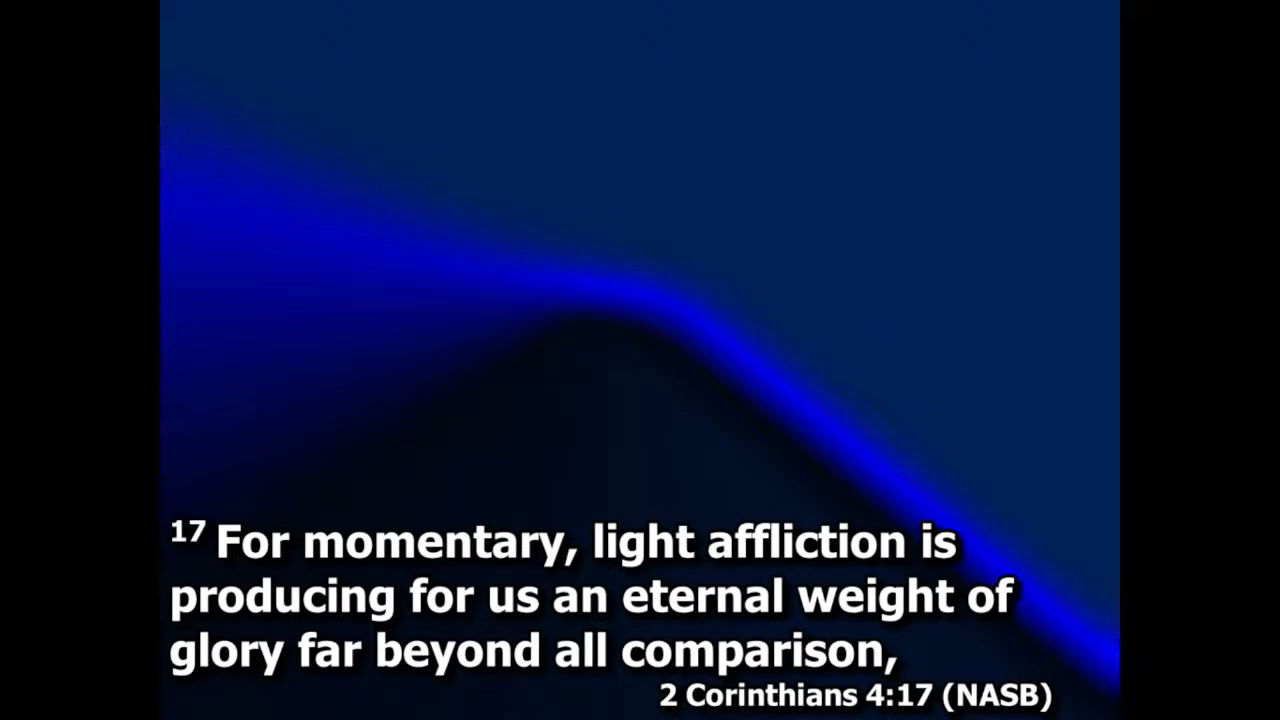 17 For momentary, light affliction is
producing for us an eternal weight of
glory far beyond all comparison,
2 Corinthians 4:17 (NASB)